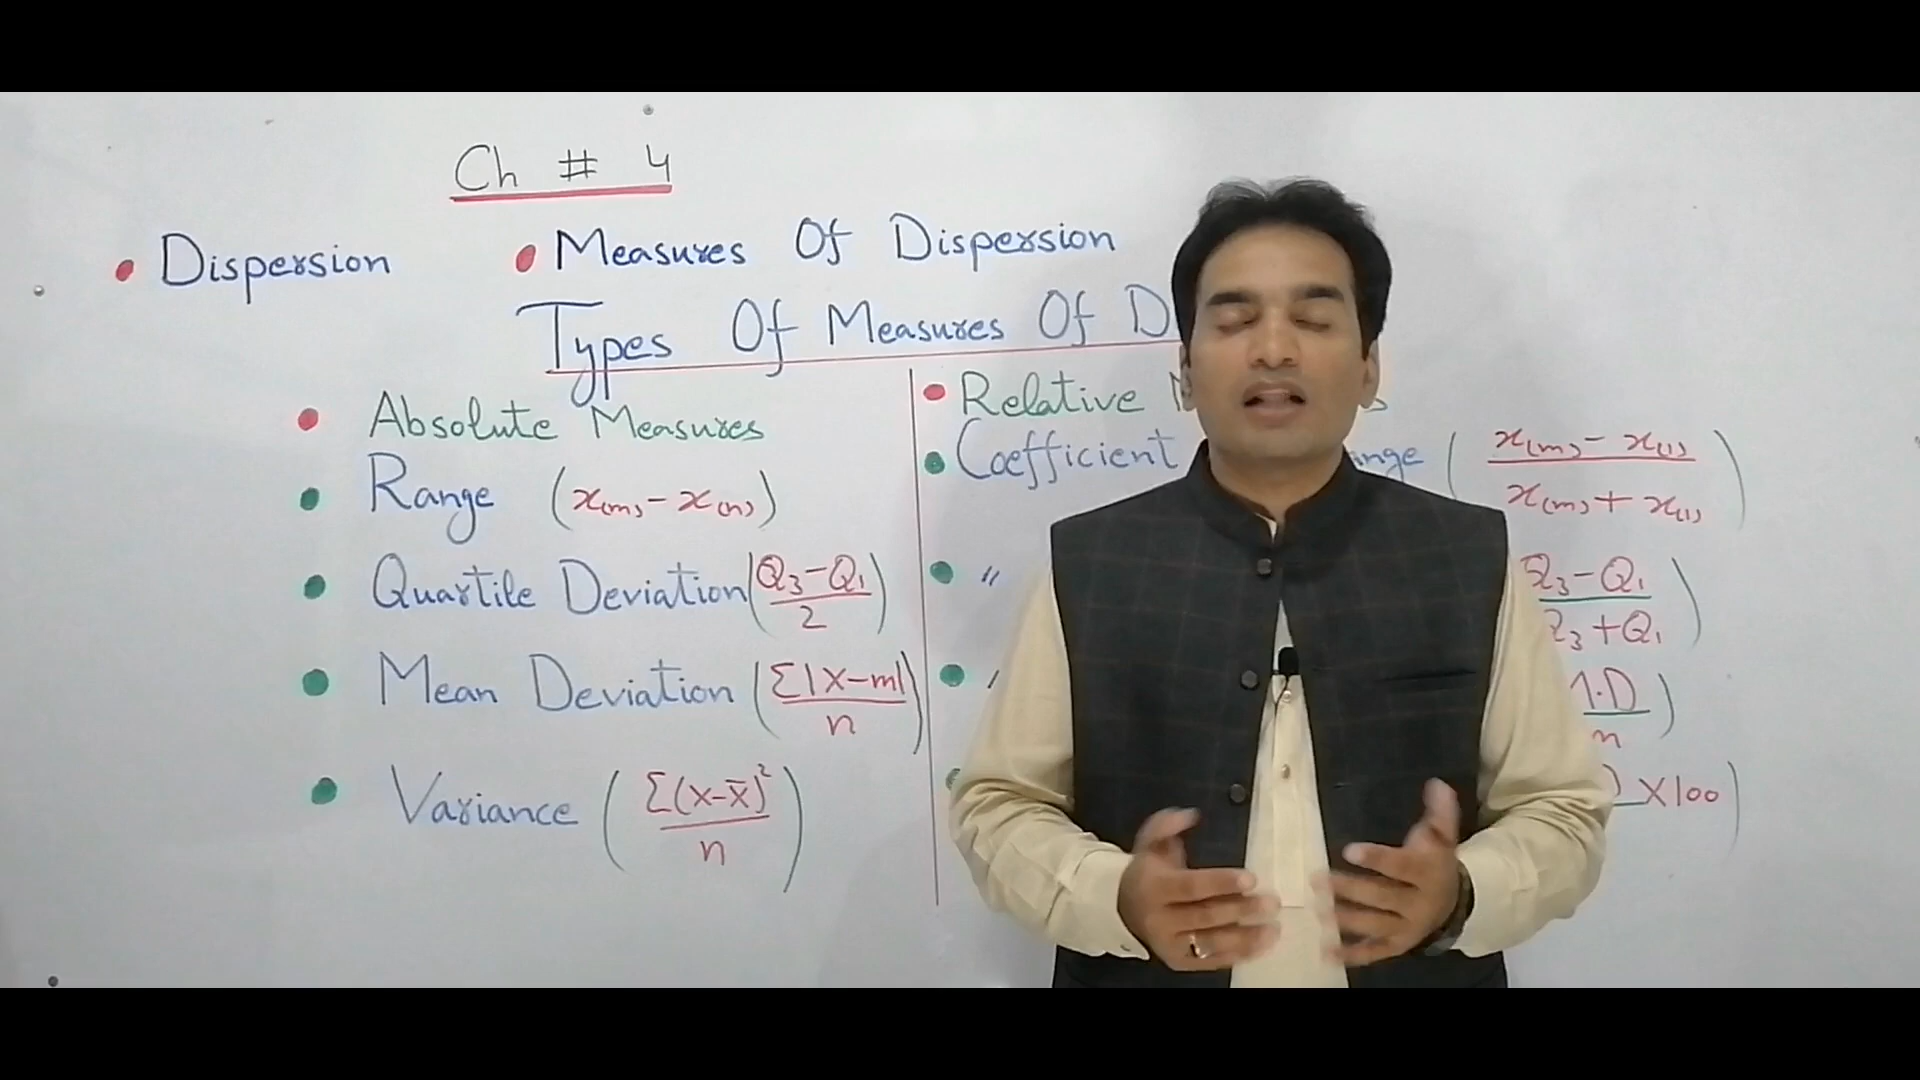 Ch # 4
• Dispersion • Measures Of Dispersion
Types Of Measures Of D
• Absolute Measures
• Range (x(m) - x(n))
• Quartile Deviation (Q₃-Q₁/2)
• Mean Deviation (Σ|X-m|/n)
• Variance (Σ(x-x̄)²/n)
• Relative
• Coefficient (x(m) - x(1) / x(m) + x(1))
• " Q₃-Q₁ / Q₃+Q₁)
• M.D)
X100)